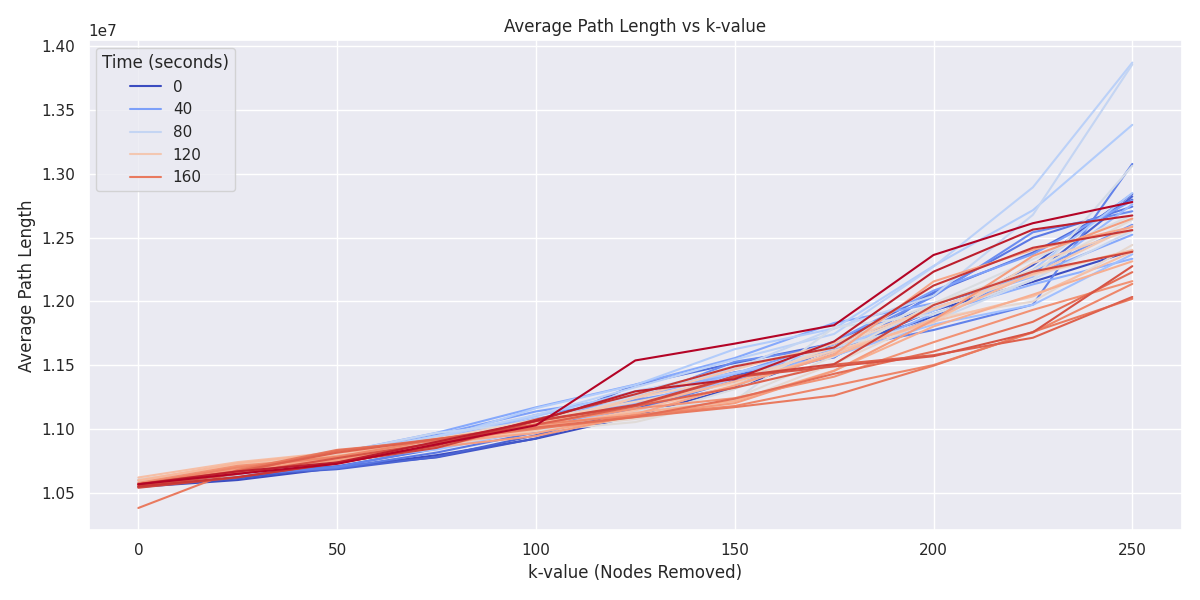 Average Path Length vs k-value
1e7
1.40
1.35
1.30
1.25
1.20
1.15
1.10
1.05
Average Path Length
Time (seconds)
0
40
80
120
160
0 50 100 150 200 250
k-value (Nodes Removed)